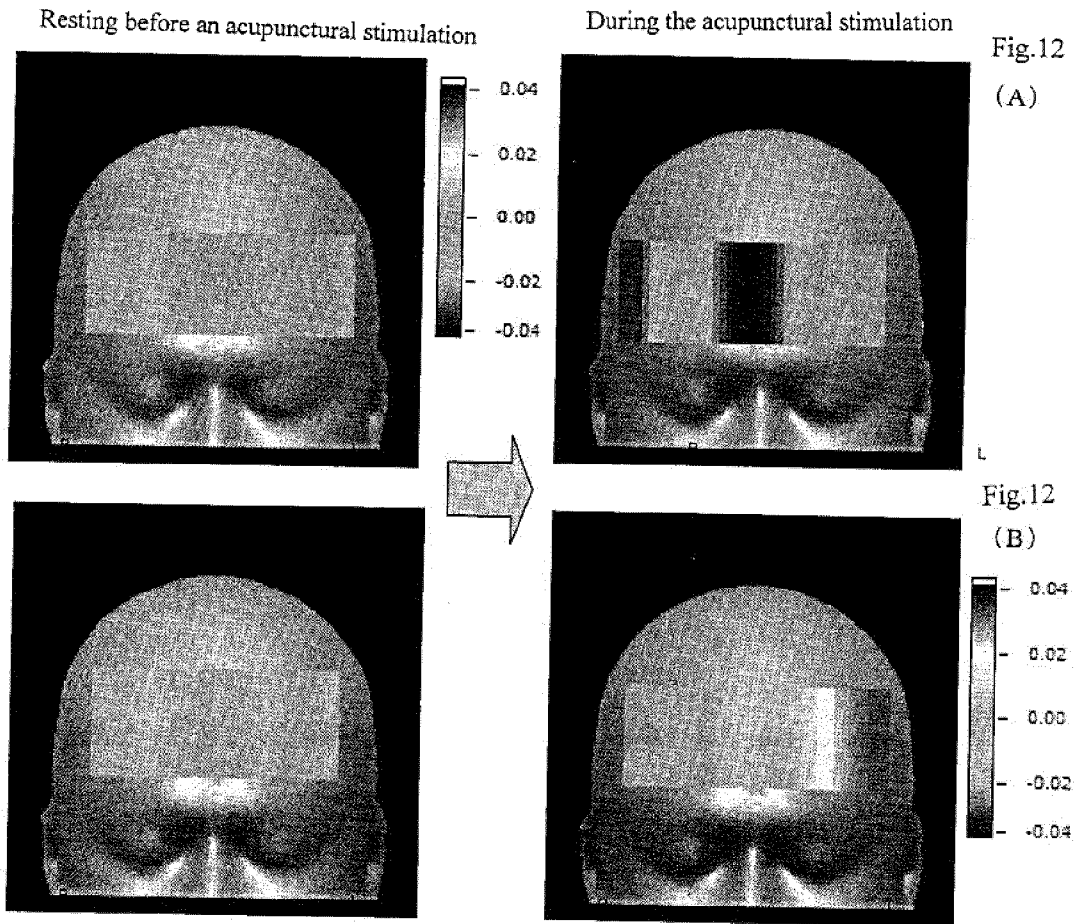 Resting before an acupunctural stimulation
During the acupunctural stimulation
Fig.12
(A)
0.04
0.02
0.00
-0.02
-0.04
R
L
Fig.12
(B)
0.04
0.02
0.00
-0.02
-0.04